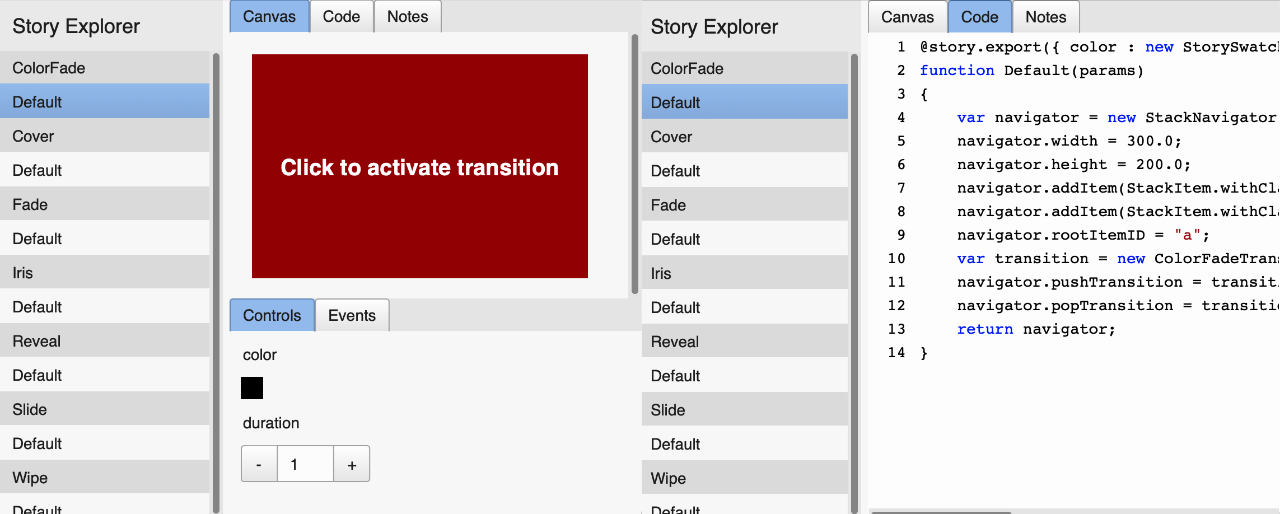 Story Explorer
ColorFade
Default
Cover
Default
Fade
Default
Iris
Default
Reveal
Default
Slide
Default
Wipe
Default
Canvas Code Notes
Click to activate transition
Controls Events
color
duration
- 1 +
Story Explorer
ColorFade
Default
Cover
Default
Fade
Default
Iris
Default
Reveal
Default
Slide
Default
Wipe
Default
Canvas Code Notes
1 @story.export({ color : new StorySwatch
2 function Default(params)
3 {
4 var navigator = new StackNavigator
5 navigator.width = 300.0;
6 navigator.height = 200.0;
7 navigator.addItem(StackItem.withCla
8 navigator.addItem(StackItem.withCla
9 navigator.rootItemID = "a";
10 var transition = new ColorFadeTrans
11 navigator.pushTransition = transiti
12 navigator.popTransition = transitio
13 return navigator;
14 }